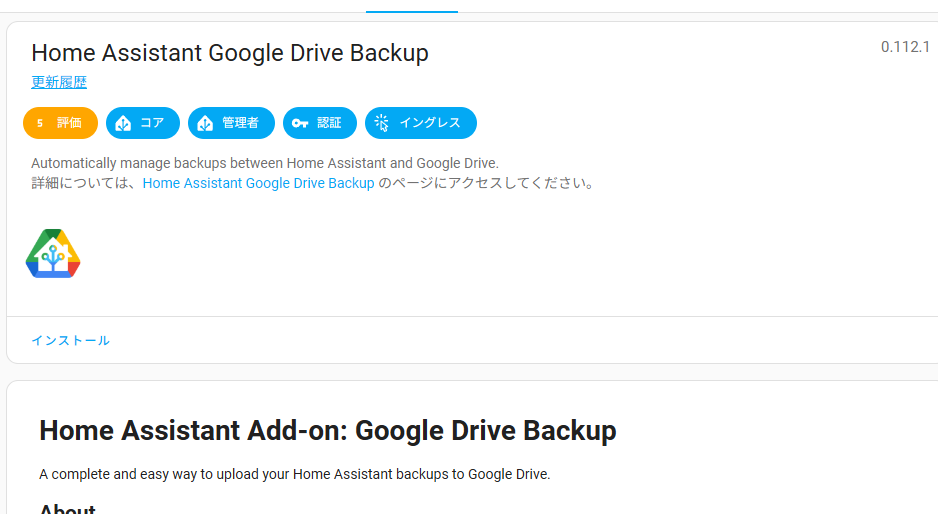 Home Assistant Google Drive Backup
0.112.1
更新履歴
5 評価 コア 管理者 認証 イングレス
Automatically manage backups between Home Assistant and Google Drive.
詳細については、Home Assistant Google Drive Backup のページにアクセスしてください。
インストール
Home Assistant Add-on: Google Drive Backup
A complete and easy way to upload your Home Assistant backups to Google Drive.
About